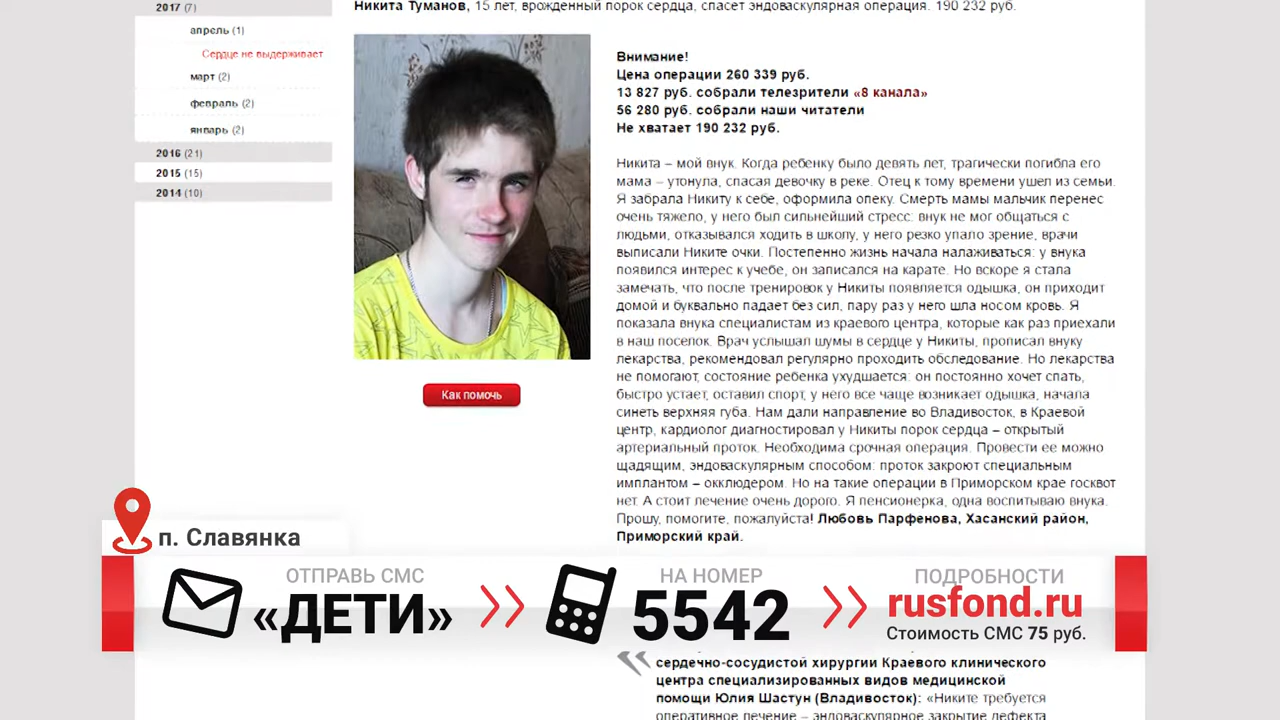 2017 (7)
апрель (1)
Сердце не выдерживает
март (2)
февраль (2)
январь (2)
2016 (21)
2015 (15)
2014 (10)
Никита Туманов, 15 лет, врожденный порок сердца, спасет эндоваскулярная операция. 190 232 руб.
Как помочь
Внимание!
Цена операции 260 339 руб.
13 827 руб. собрали телезрители «8 канала»
56 280 руб. собрали наши читатели
Не хватает 190 232 руб.
Никита – мой внук. Когда ребенку было девять лет, трагически погибла его
мама – утонула, спасая девочку в реке. Отец к тому времени ушел из семьи.
Я забрала Никиту к себе, оформила опеку. Смерть мамы мальчик перенес
очень тяжело, у него был сильнейший стресс: внук не мог общаться с
людьми, отказывался ходить в школу, у него резко упало зрение, врачи
выписали Никите очки. Постепенно жизнь начала налаживаться: у внука
появился интерес к учебе, он записался на карате. Но вскоре я стала
замечать, что после тренировок у Никиты появляется одышка, он приходит
домой и буквально падает без сил, пару раз у него шла носом кровь. Я
показала внука специалистам из краевого центра, которые как раз приехали
в наш поселок. Врач услышал шумы в сердце у Никиты, прописал внуку
лекарства, рекомендовал регулярно проходить обследование. Но лекарства
не помогают, состояние ребенка ухудшается: он постоянно хочет спать,
быстро устает, оставил спорт, у него все чаще возникает одышка, начала
синеть верхняя губа. Нам дали направление во Владивосток, в Краевой
центр, кардиолог диагностировал у Никиты порок сердца – открытый
артериальный проток. Необходима срочная операция. Провести ее можно
щадящим, эндоваскулярным способом: проток закроют специальным
имплантом – окклюдером. Но на такие операции в Приморском крае госквот
нет. А стоит лечение очень дорого. Я пенсионерка, одна воспитываю внука.
Прошу, помогите, пожалуйста! Любовь Парфенова, Хасанский район,
Приморский край.
п. Славянка
ОТПРАВЬ СМС
«ДЕТИ»
НА НОМЕР
5542
ПОДРОБНОСТИ
rusfond.ru
Стоимость СМС 75 руб.
сердечно-сосудистой хирургии Краевого клинического
центра специализированных видов медицинской
помощи Юлия Шастун (Владивосток): «Никите требуется
оперативное лечение – эндоваскулярное закрытие дефекта